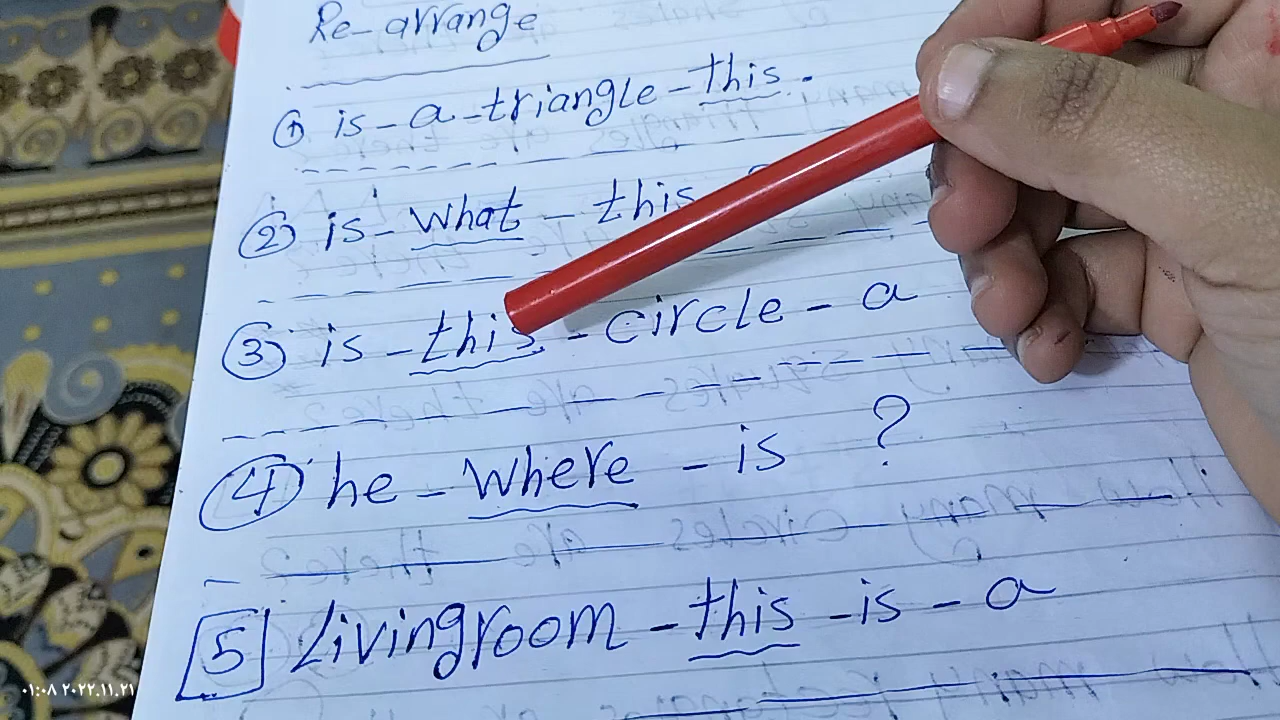 Re-arrange
① is-a-triangle-this.
② is-What-this
③ is-this-circle-a
④ he-Where-is ?
5 Livingroom-this-is-a
٠١:٠٨ ٢٠٢٢.١١.٢١